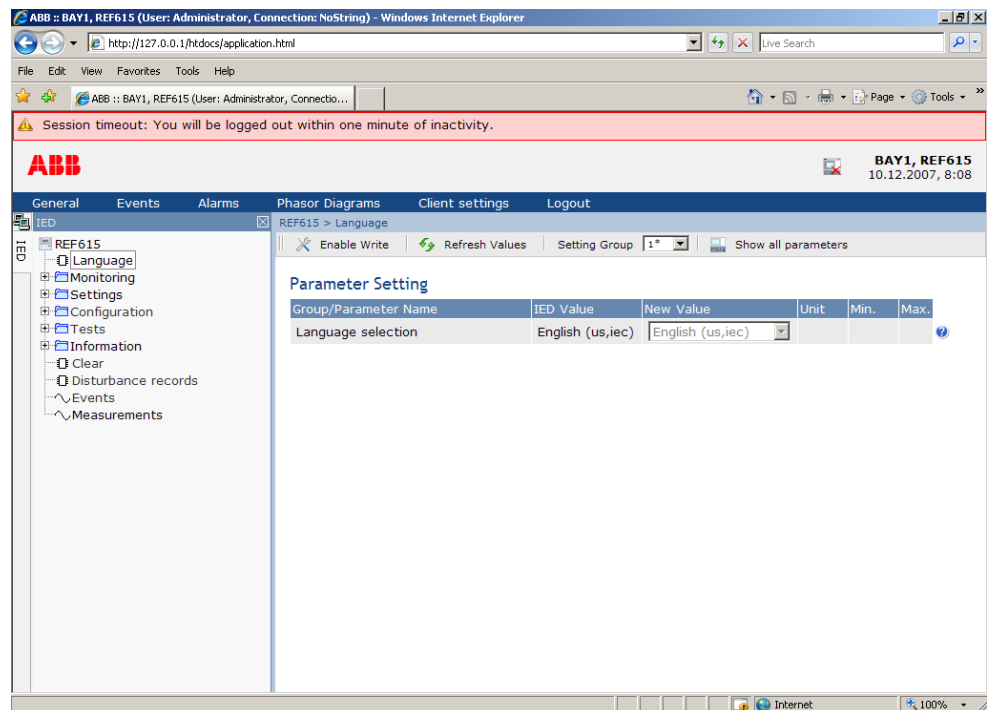 ABB :: BAY1, REF615 (User: Administrator, Connection: NoString) - Windows Internet Explorer
http://127.0.0.1/htdocs/application.html
Live Search
File Edit View Favorites Tools Help
ABB :: BAY1, REF615 (User: Administrator, Connectio...
Page Tools »
Session timeout: You will be logged out within one minute of inactivity.
ABB
BAY1, REF615
10.12.2007, 8:08
General Events Alarms Phasor Diagrams Client settings Logout
IED
REF615 > Language
IED
Enable Write Refresh Values Setting Group 1* Show all parameters
REF615
Language
Monitoring
Settings
Configuration
Tests
Information
Clear
Disturbance records
Events
Measurements
Parameter Setting
Group/Parameter Name IED Value New Value Unit Min. Max.
Language selection English (us,iec) English (us,iec)
Internet 100%